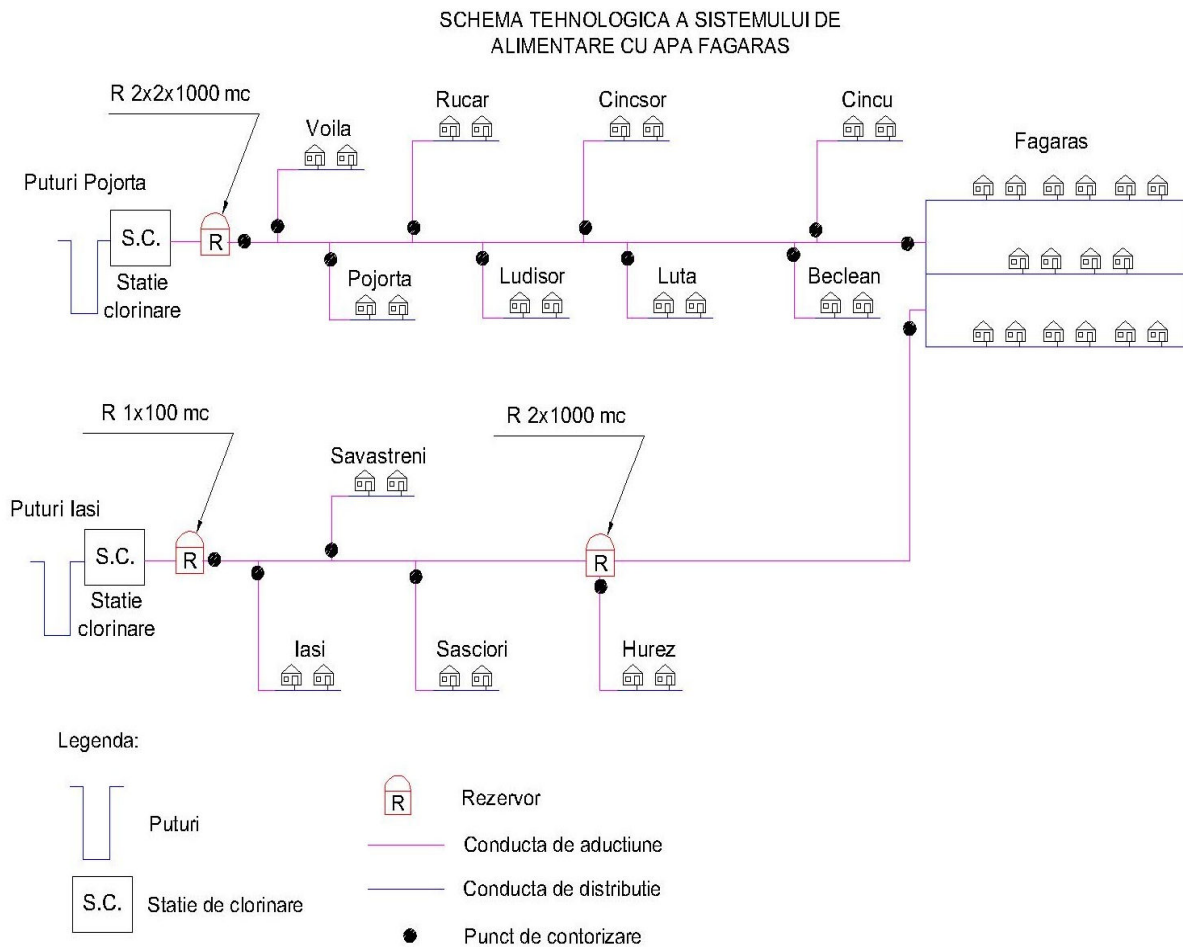 SCHEMA TEHNOLOGICA A SISTEMULUI DE
ALIMENTARE CU APA FAGARAS
R 2x2x1000 mc
Voila
Rucar
Cincsor
Cincu
Fagaras
Puturi Pojorta
S.C.
R
Statie
clorinare
Pojorta
Ludisor
Luta
Beclean
R 1x100 mc
R 2x1000 mc
Savastreni
Puturi Iasi
S.C.
R
R
Statie
clorinare
Iasi
Sasciori
Hurez
Legenda:
Puturi
R
Rezervor
Conducta de aductiune
S.C.
Statie de clorinare
Conducta de distributie
Punct de contorizare